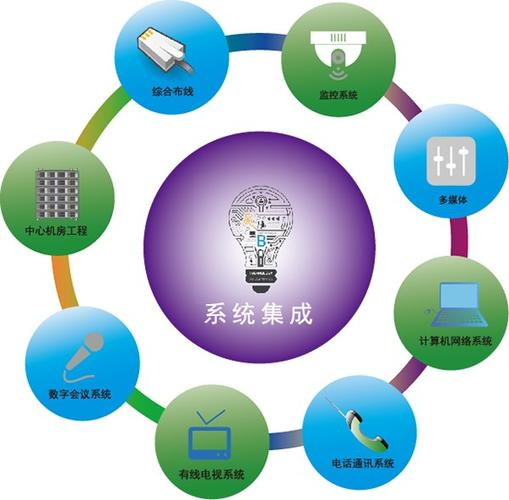 综合布线
监控系统
多媒体
中心机房工程
系统集成
计算机网络系统
数字会议系统
有线电视系统
电话通讯系统